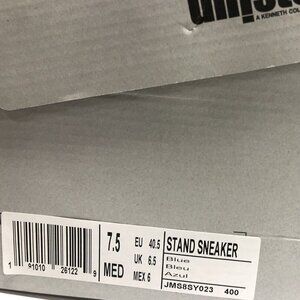 A KENNETH COL
7.5
MED
EU 40.5
UK 6.5
MEX 6
STAND SNEAKER
Blue
Bleu
Azul
JMS8SY023 400
1 91010 26122 9